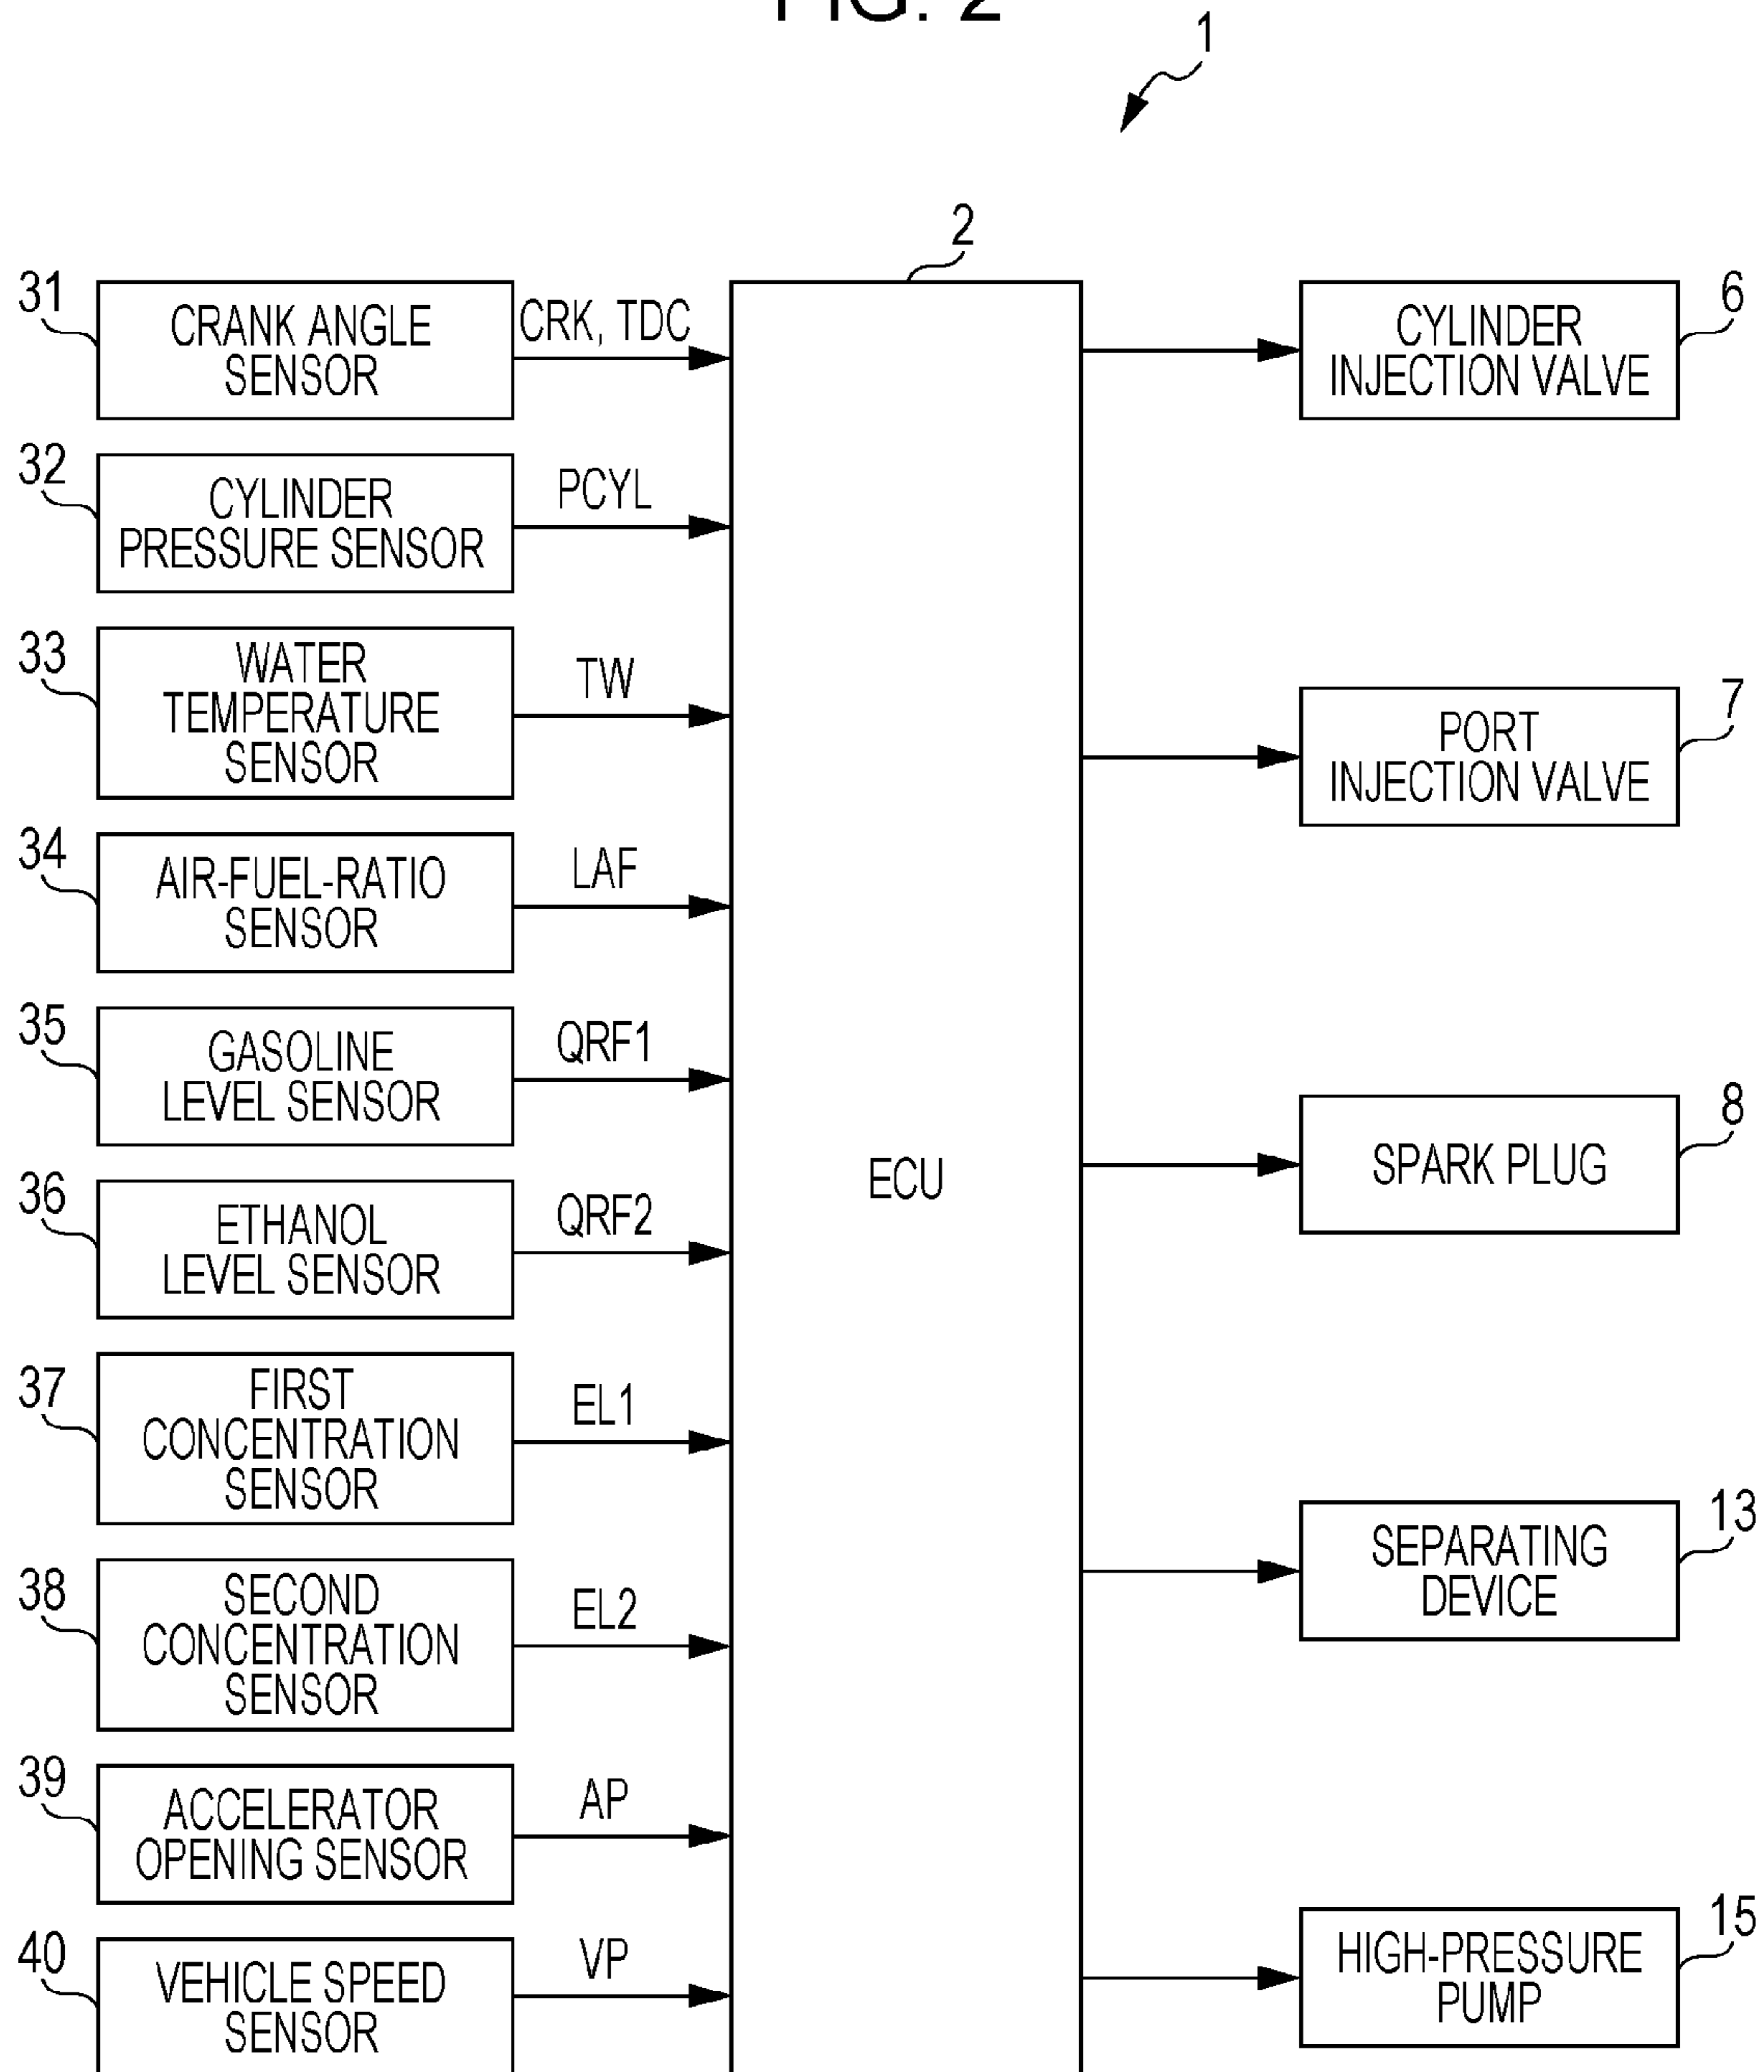 FIG. 2
1
2
31
CRANK ANGLE
SENSOR
CRK, TDC
32
CYLINDER
PRESSURE SENSOR
PCYL
33
WATER
TEMPERATURE
SENSOR
TW
34
AIR-FUEL-RATIO
SENSOR
LAF
35
GASOLINE
LEVEL SENSOR
QRF1
36
ETHANOL
LEVEL SENSOR
QRF2
37
FIRST
CONCENTRATION
SENSOR
EL1
38
SECOND
CONCENTRATION
SENSOR
EL2
39
ACCELERATOR
OPENING SENSOR
AP
40
VEHICLE SPEED
SENSOR
VP
ECU
6
CYLINDER
INJECTION VALVE
7
PORT
INJECTION VALVE
8
SPARK PLUG
13
SEPARATING
DEVICE
15
HIGH-PRESSURE
PUMP